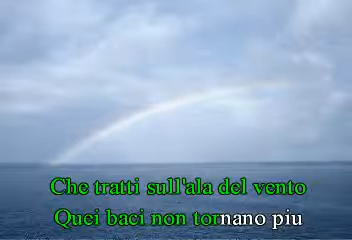 Che tratti sull'ala del vento
Quei baci non tornano piu